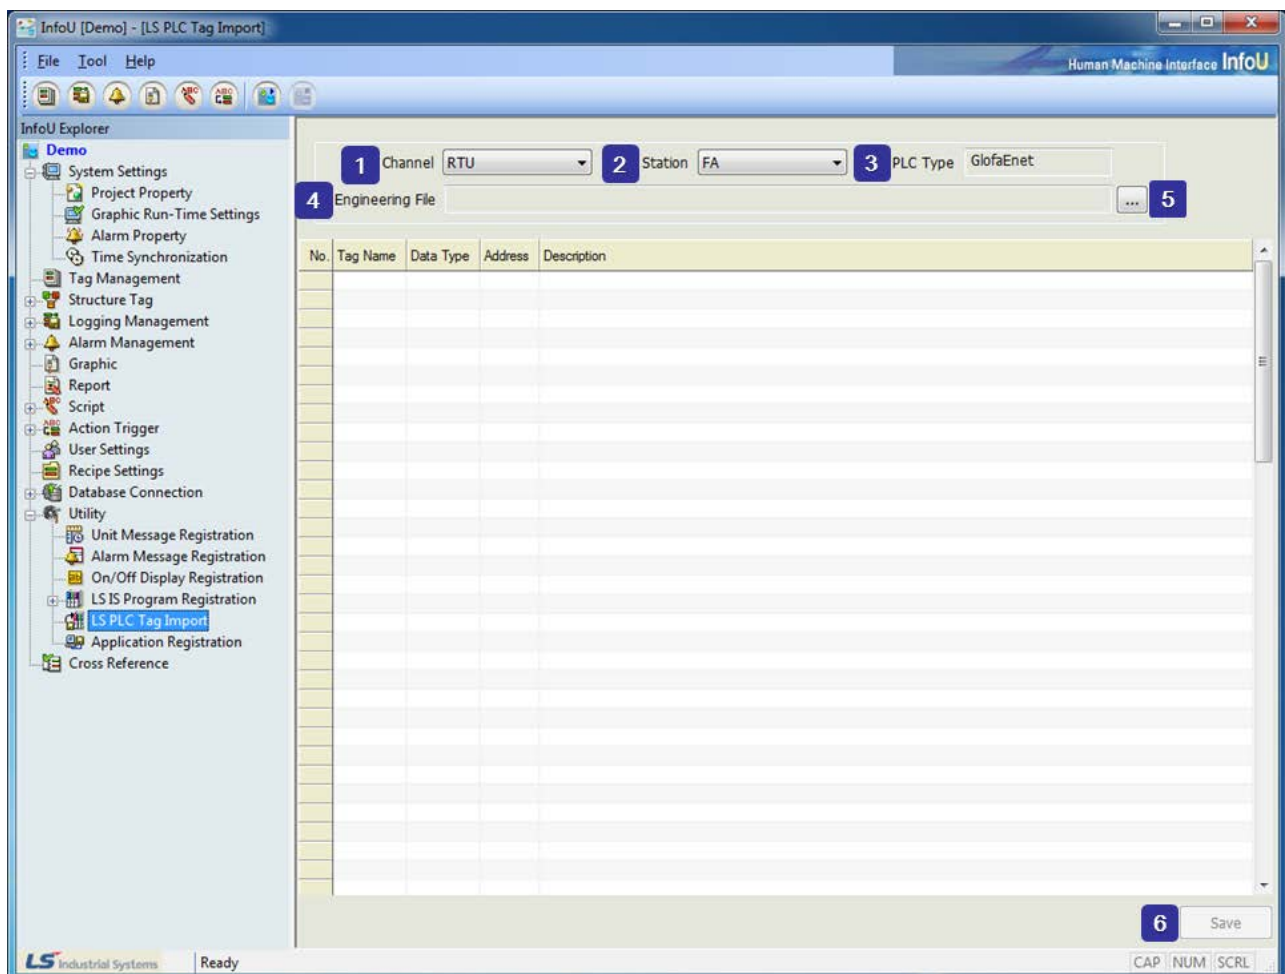 InfoU [Demo] - [LS PLC Tag Import]
File Tool Help
Human Machine Interface InfoU
InfoU Explorer
Demo
System Settings
Project Property
Graphic Run-Time Settings
Alarm Property
Time Synchronization
Tag Management
Structure Tag
Logging Management
Alarm Management
Graphic
Report
Script
Action Trigger
User Settings
Recipe Settings
Database Connection
Utility
Unit Message Registration
Alarm Message Registration
On/Off Display Registration
LS IS Program Registration
LS PLC Tag Import
Application Registration
Cross Reference
1 Channel RTU 2 Station FA 3 PLC Type GlofaEnet
4 Engineering File ... 5
No. Tag Name Data Type Address Description
6 Save
LS Industrial Systems Ready CAP NUM SCRL